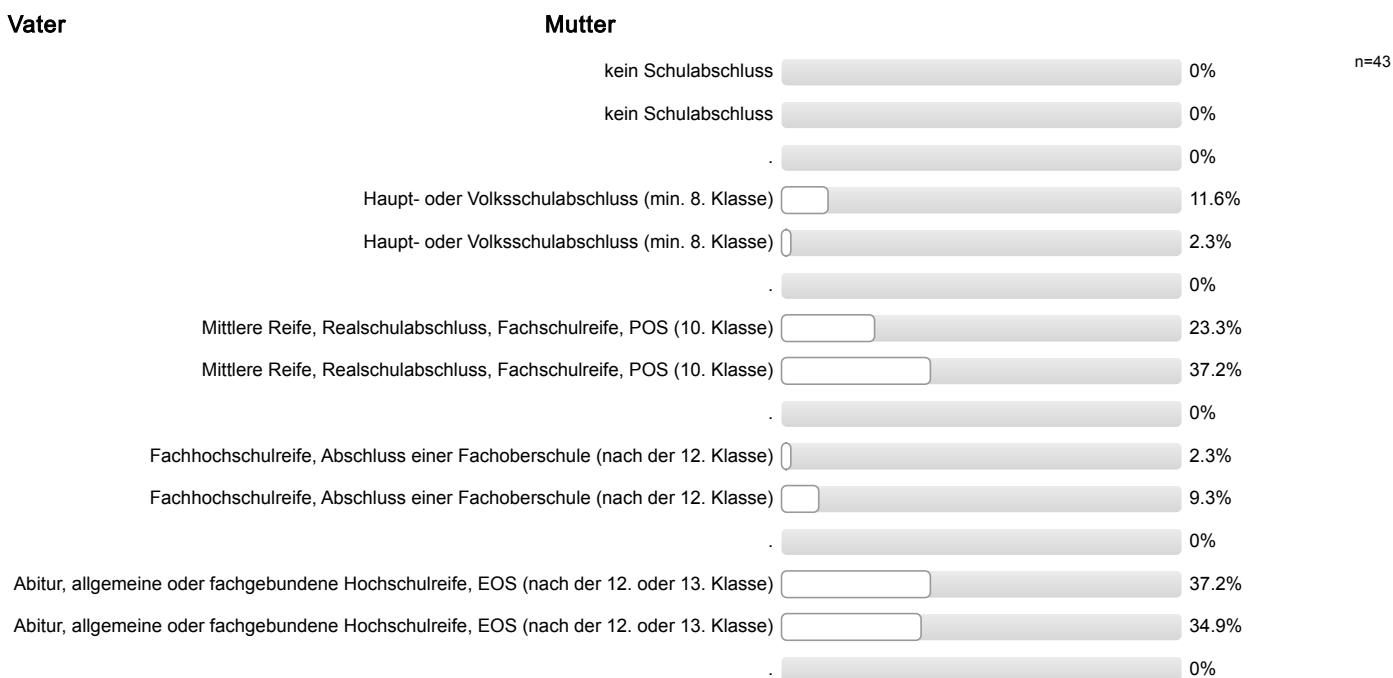 Vater Mutter
n=43
kein Schulabschluss 0%
kein Schulabschluss 0%
. 0%
Haupt- oder Volksschulabschluss (min. 8. Klasse) 11.6%
Haupt- oder Volksschulabschluss (min. 8. Klasse) 2.3%
. 0%
Mittlere Reife, Realschulabschluss, Fachschulreife, POS (10. Klasse) 23.3%
Mittlere Reife, Realschulabschluss, Fachschulreife, POS (10. Klasse) 37.2%
. 0%
Fachhochschulreife, Abschluss einer Fachoberschule (nach der 12. Klasse) 2.3%
Fachhochschulreife, Abschluss einer Fachoberschule (nach der 12. Klasse) 9.3%
. 0%
Abitur, allgemeine oder fachgebundene Hochschulreife, EOS (nach der 12. oder 13. Klasse) 37.2%
Abitur, allgemeine oder fachgebundene Hochschulreife, EOS (nach der 12. oder 13. Klasse) 34.9%
. 0%